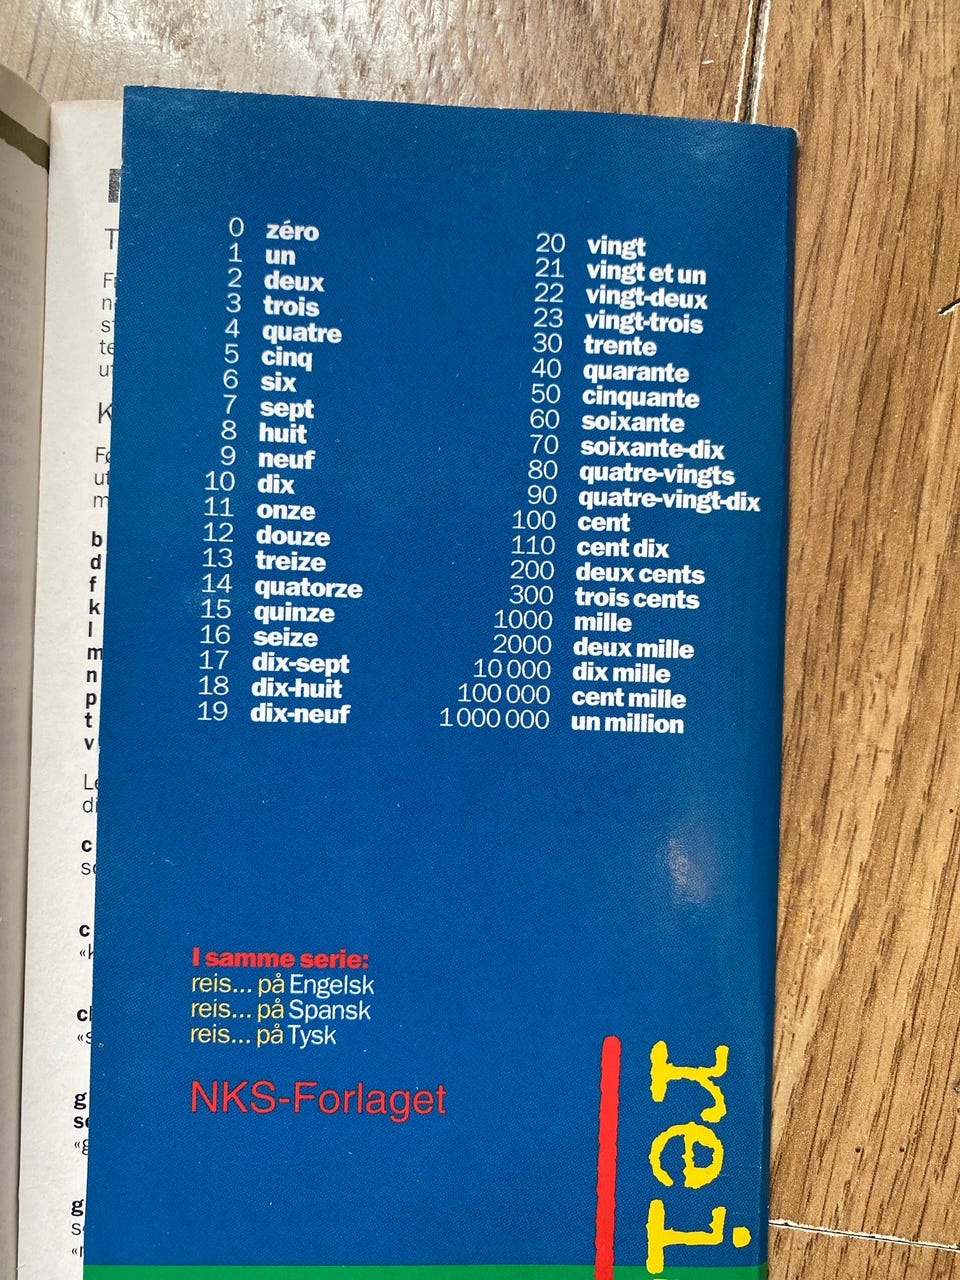 0 zéro
1 un
2 deux
3 trois
4 quatre
5 cinq
6 six
7 sept
8 huit
9 neuf
10 dix
11 onze
12 douze
13 treize
14 quatorze
15 quinze
16 seize
17 dix-sept
18 dix-huit
19 dix-neuf
20 vingt
21 vingt et un
22 vingt-deux
23 vingt-trois
30 trente
40 quarante
50 cinquante
60 soixante
70 soixante-dix
80 quatre-vingts
90 quatre-vingt-dix
100 cent
110 cent dix
200 deux cents
300 trois cents
1000 mille
2000 deux mille
10 000 dix mille
100 000 cent mille
1 000 000 un million
I samme serie:
reis... på Engelsk
reis... på Spansk
reis... på Tysk
NKS-Forlaget
rei
b
d
f
k
l
m
n
p
t
v